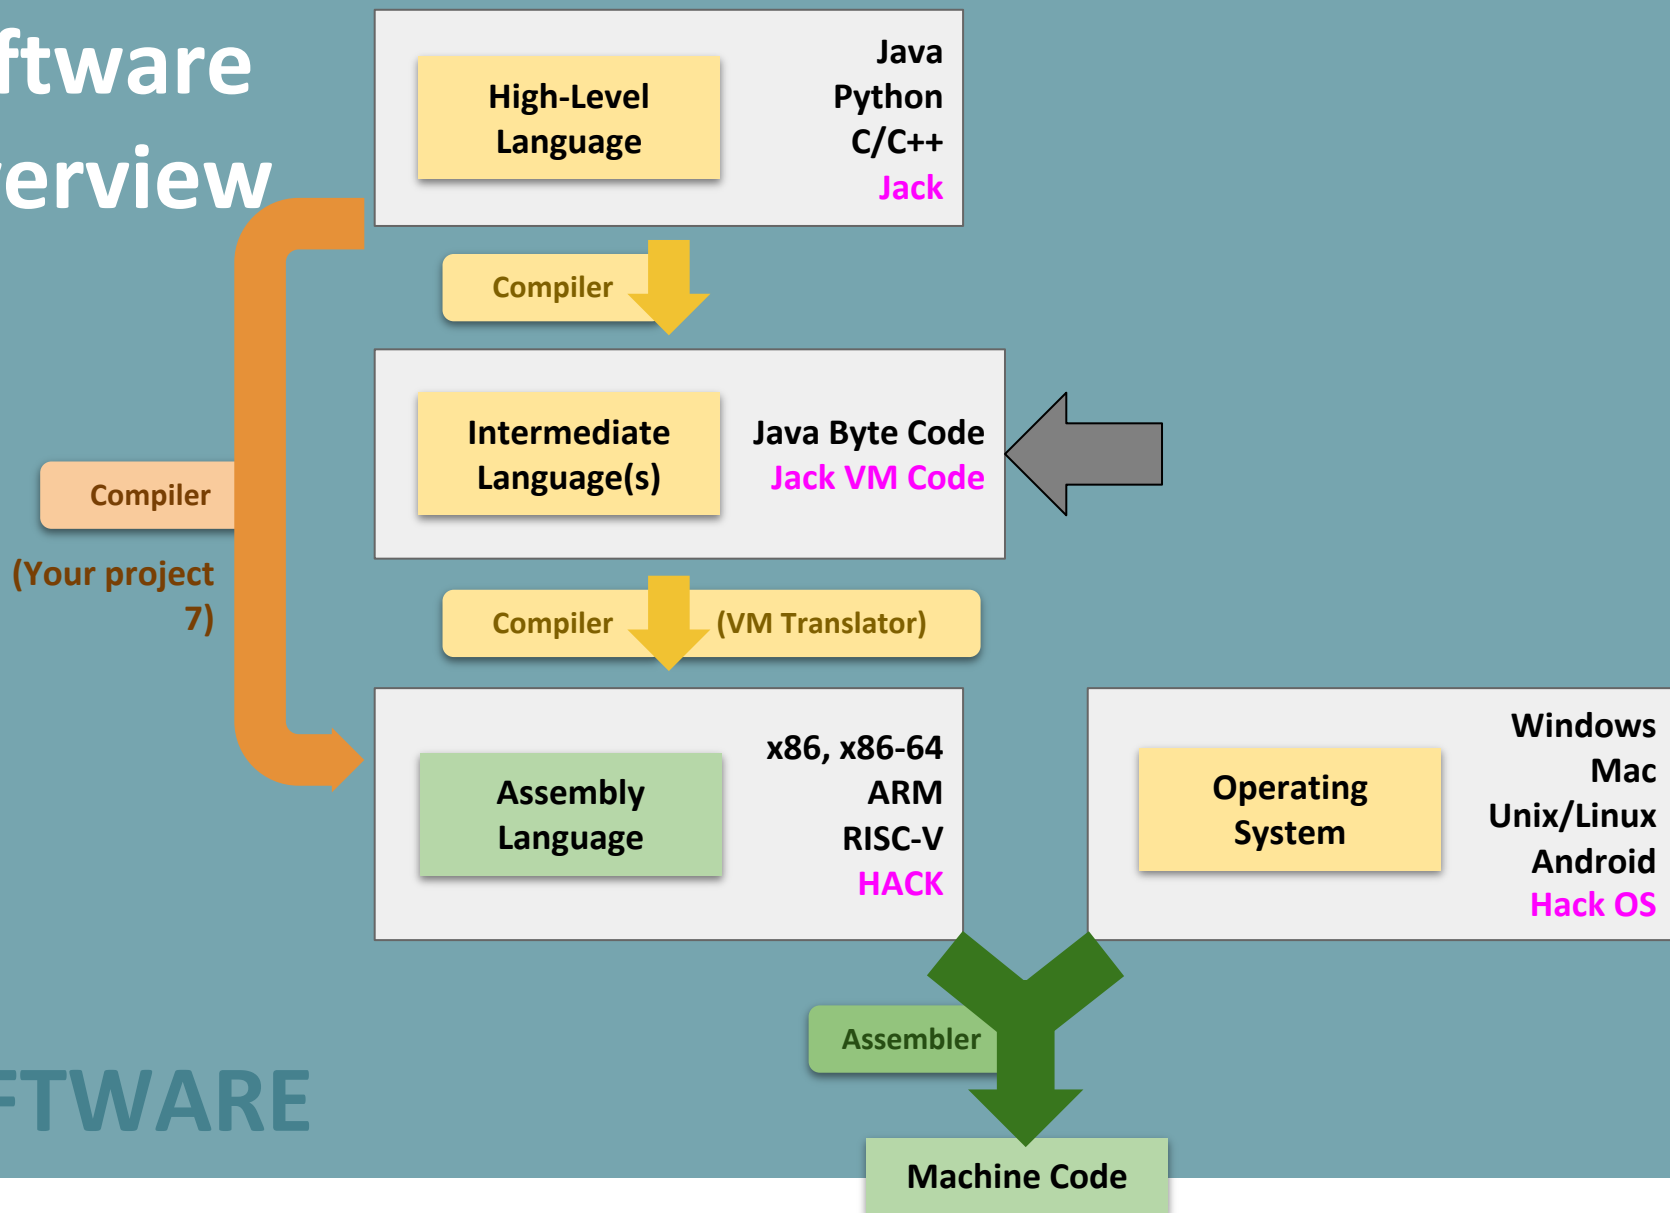 ftware
erview
High-Level
Language
Java
Python
C/C++
Jack
Compiler
Intermediate
Language(s)
Java Byte Code
Jack VM Code
Compiler
(Your project
7)
Compiler (VM Translator)
Assembly
Language
x86, x86-64
ARM
RISC-V
HACK
Operating
System
Windows
Mac
Unix/Linux
Android
Hack OS
Assembler
FTWARE
Machine Code